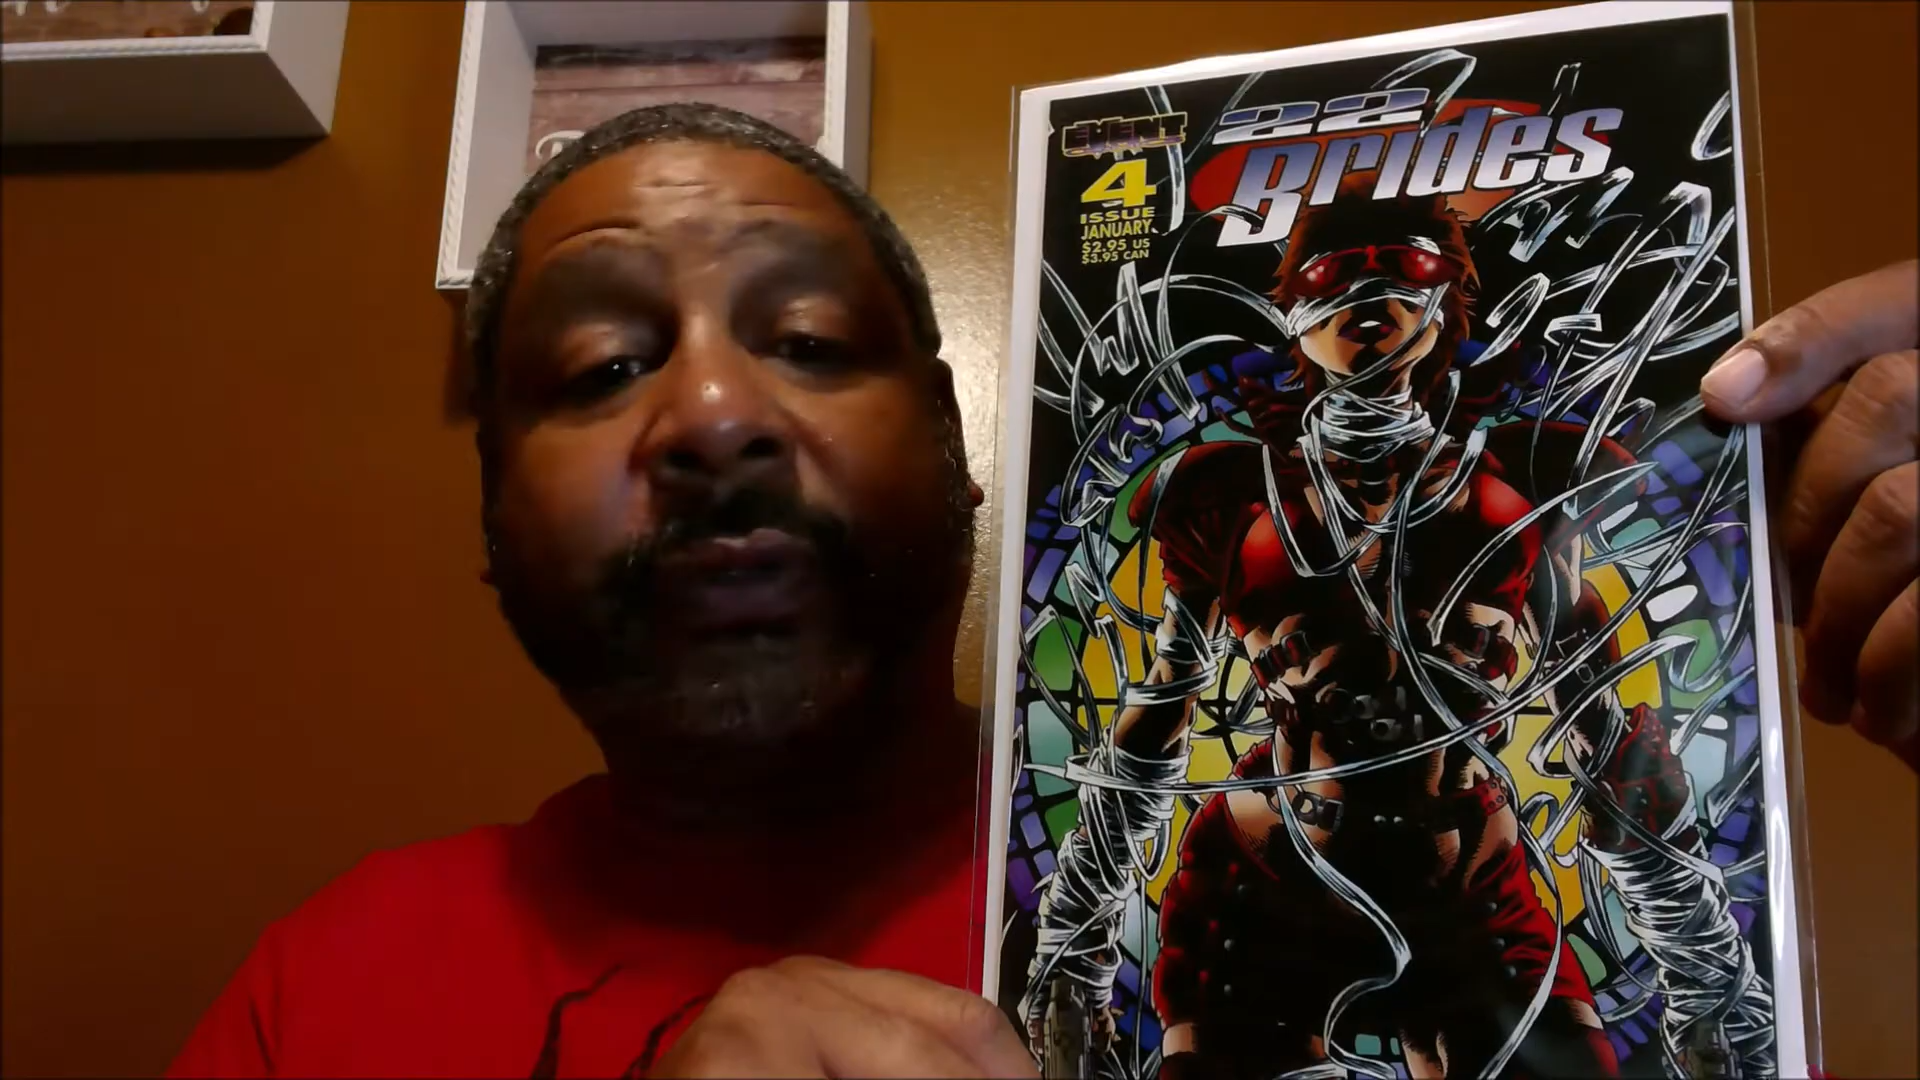 EVENT
22
Brides
4
ISSUE
JANUARY
$2.95 US
$3.95 CAN